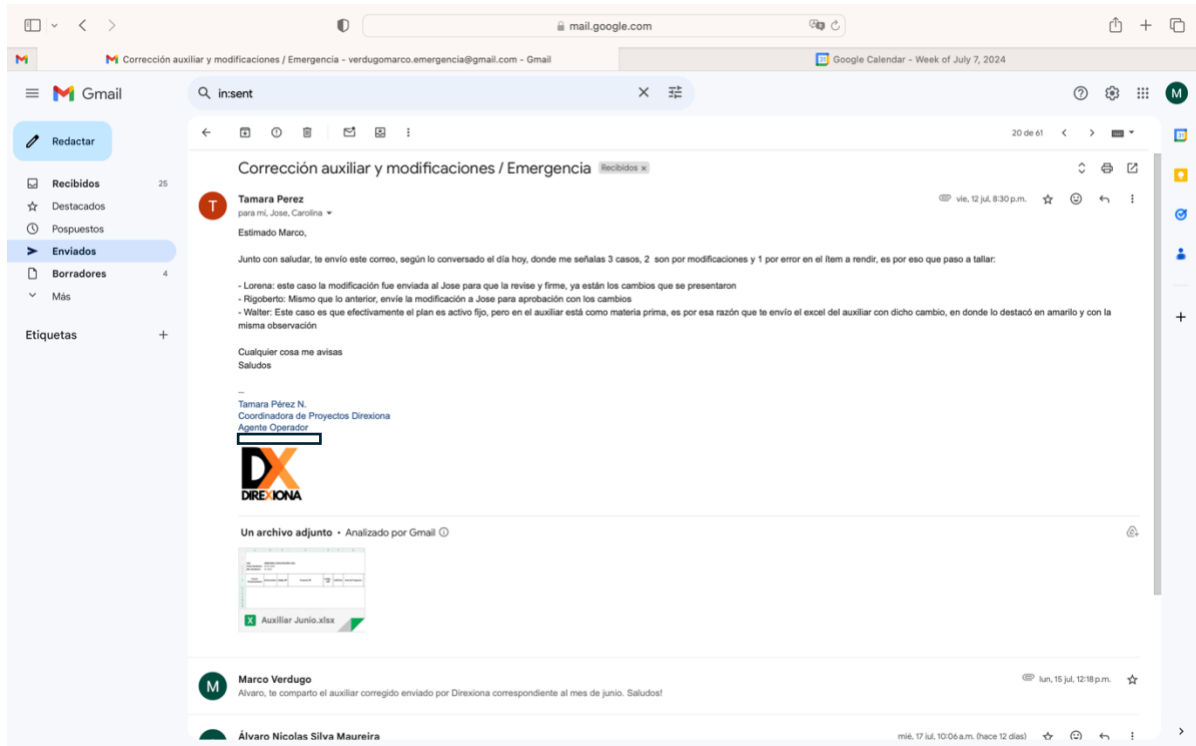 mail.google.com
Corrección auxiliar y modificaciones / Emergencia - verdugomarco.emergencia@gmail.com - Gmail
Google Calendar - Week of July 7, 2024
Gmail
in:sent
M
Redactar
20 de 61
Recibidos 25
Destacados
Pospuestos
Enviados
Borradores 4
Más
Etiquetas
Corrección auxiliar y modificaciones / Emergencia Recibidos x
T
Tamara Perez
vie, 12 jul, 8:30 p.m.
para mí, Jose, Carolina
Estimado Marco,
Junto con saludar, te envío este correo, según lo conversado el día hoy, donde me señalas 3 casos, 2 son por modificaciones y 1 por error en el ítem a rendir, es por eso que paso a tallar:
- Lorena: este caso la modificación fue enviada al Jose para que la revise y firme, ya están los cambios que se presentaron
- Rigoberto: Mismo que lo anterior, envíe la modificación a Jose para aprobación con los cambios
- Walter: Este caso es que efectivamente el plan es activo fijo, pero en el auxiliar está como materia prima, es por esa razón que te envío el excel del auxiliar con dicho cambio, en donde lo destacó en amarilo y con la
misma observación
Cualquier cosa me avisas
Saludos
--
Tamara Pérez N.
Coordinadora de Proyectos Direxiona
Agente Operador
DX
DIREXIONA
Un archivo adjunto • Analizado por Gmail
Auxiliar Junio.xlsx
M
Marco Verdugo
lun, 15 jul, 12:18 p.m.
Alvaro, te comparto el auxiliar corregido enviado por Direxiona correspondiente al mes de junio. Saludos!
Álvaro Nicolas Silva Maureira
mié, 17 jul, 10:06 a.m. (hace 12 días)